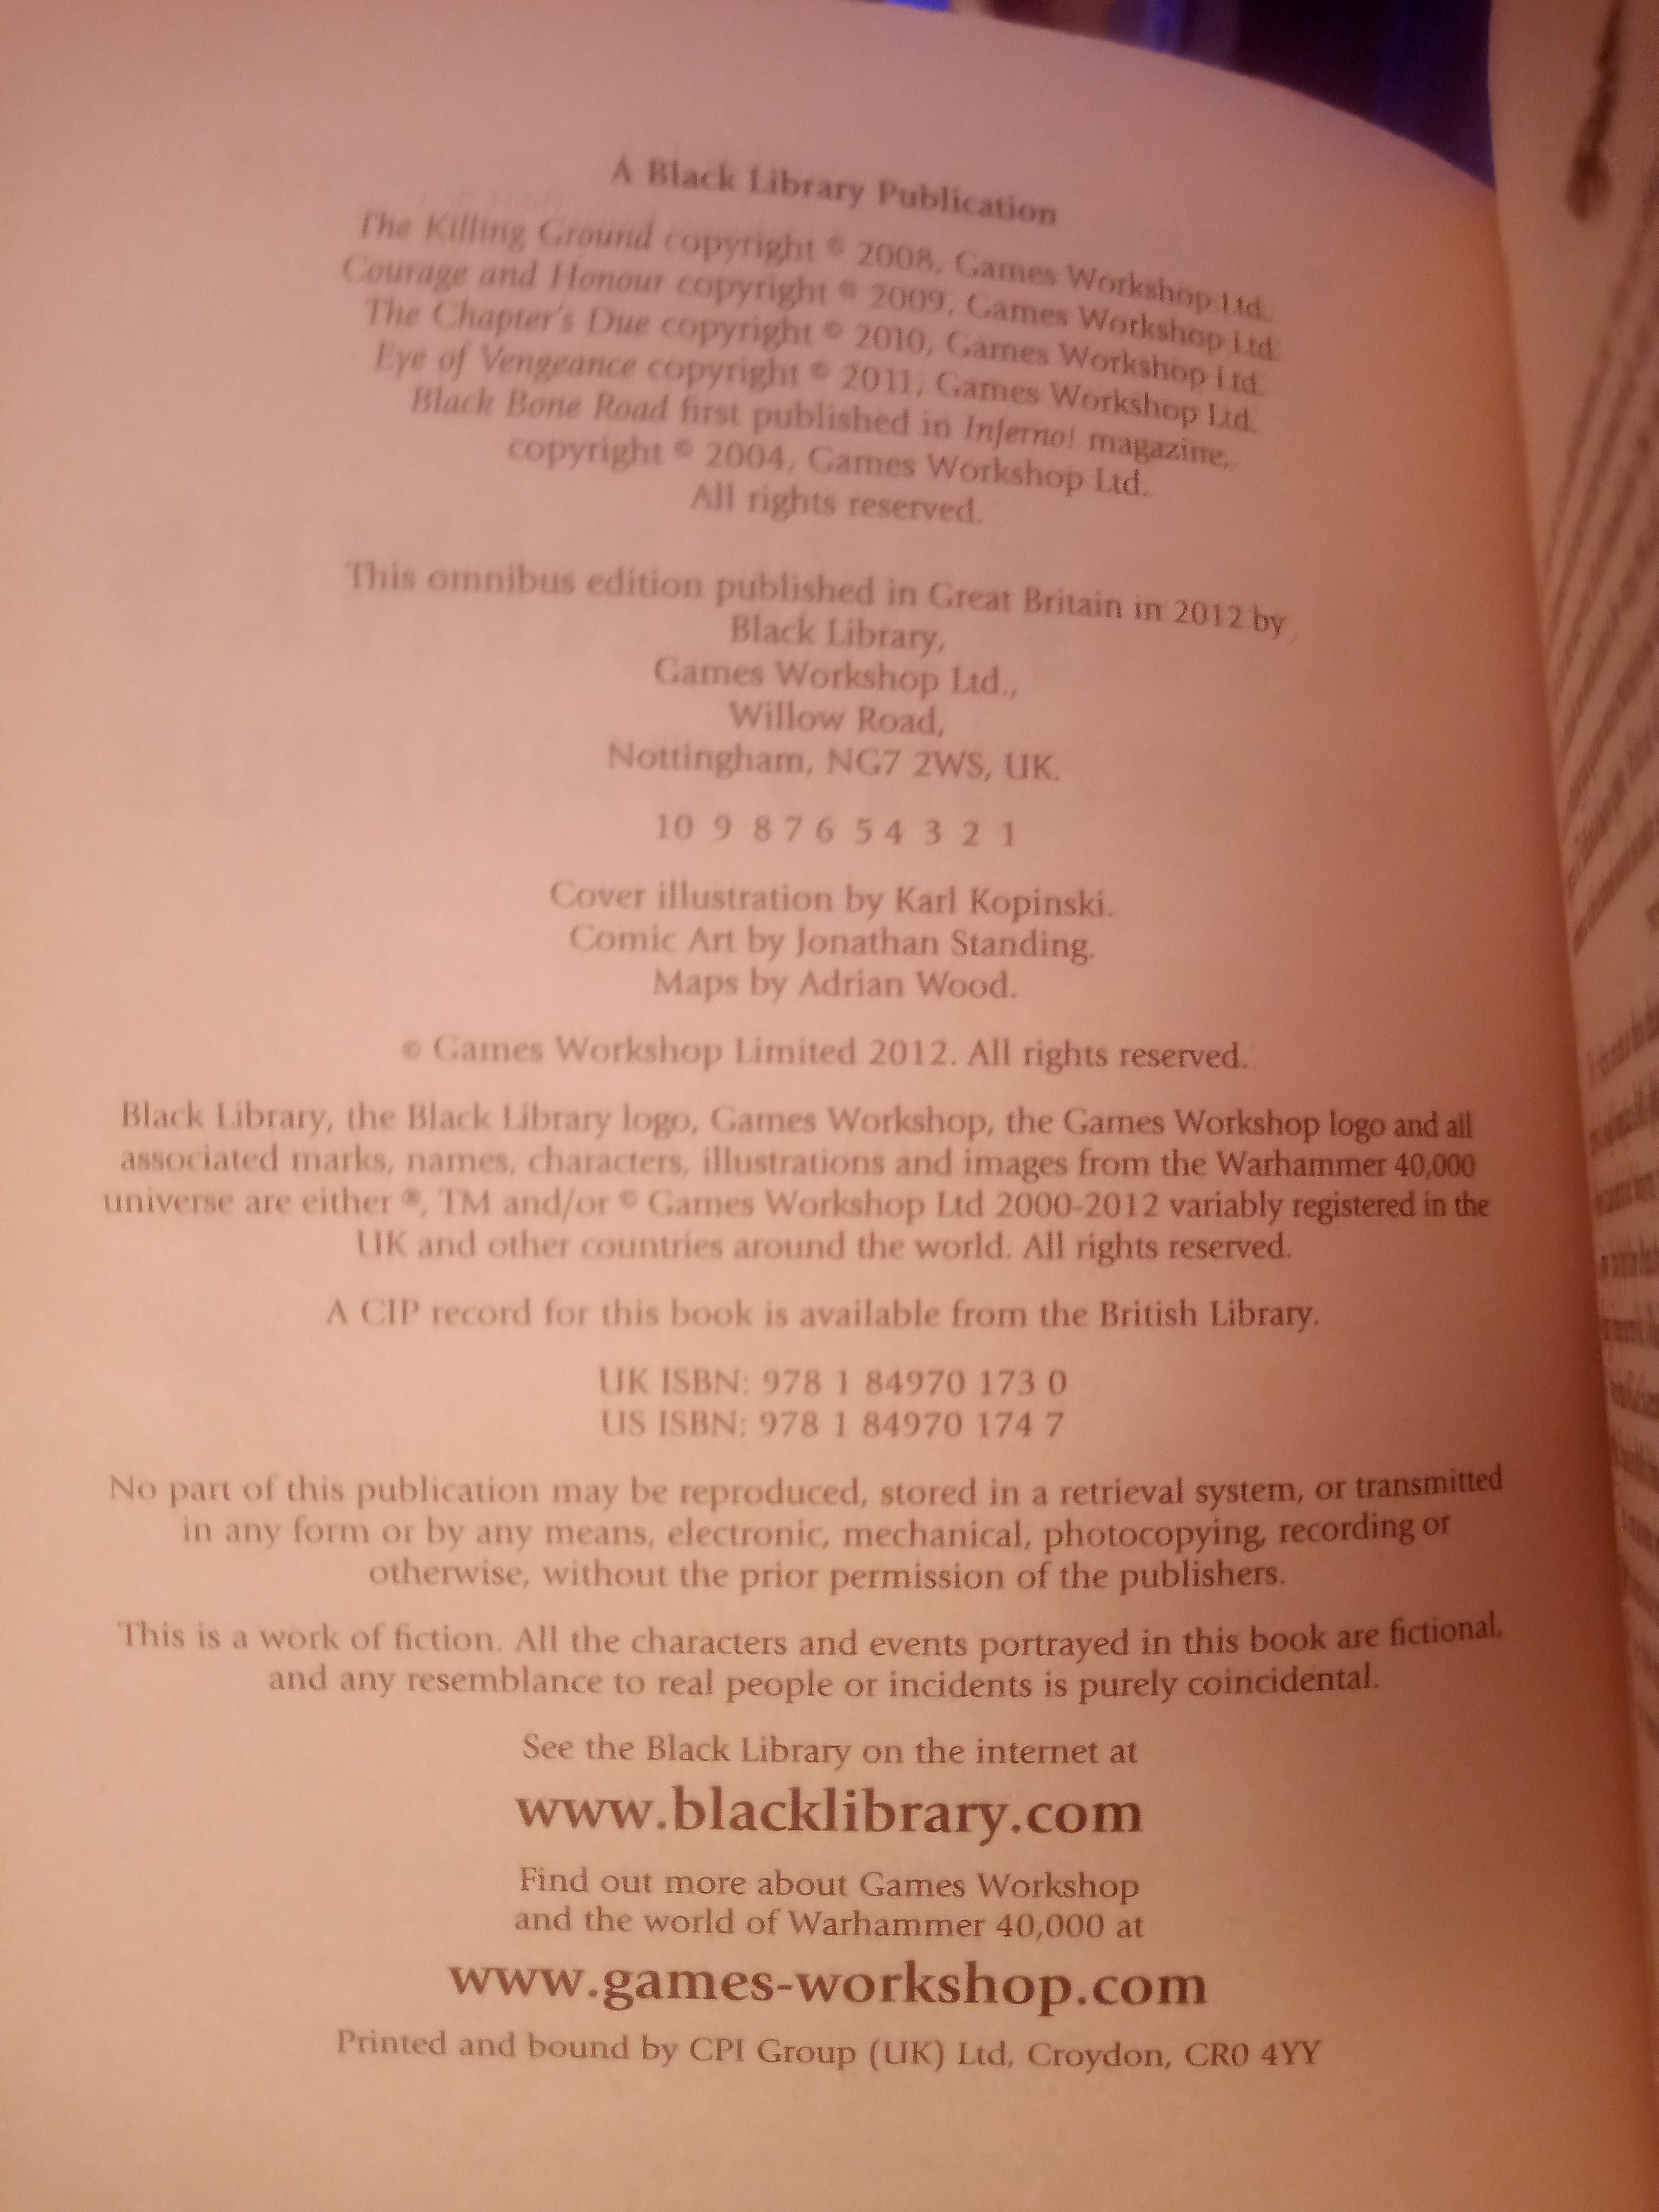 A Black Library Publication
The Killing Ground copyright © 2008, Games Workshop Ltd.
Courage and Honour copyright © 2009, Games Workshop Ltd.
The Chapter's Due copyright © 2010, Games Workshop Ltd.
Eye of Vengeance copyright © 2011, Games Workshop Ltd.
Black Bone Road first published in Inferno! magazine,
copyright © 2004, Games Workshop Ltd.
All rights reserved.
This omnibus edition published in Great Britain in 2012 by
Black Library,
Games Workshop Ltd.,
Willow Road,
Nottingham, NG7 2WS, UK.
10 9 8 7 6 5 4 3 2 1
Cover illustration by Karl Kopinski.
Comic Art by Jonathan Standing.
Maps by Adrian Wood.
© Games Workshop Limited 2012. All rights reserved.
Black Library, the Black Library logo, Games Workshop, the Games Workshop logo and all
associated marks, names, characters, illustrations and images from the Warhammer 40,000
universe are either ®, TM and/or © Games Workshop Ltd 2000-2012 variably registered in the
UK and other countries around the world. All rights reserved.
A CIP record for this book is available from the British Library.
UK ISBN: 978 1 84970 173 0
US ISBN: 978 1 84970 174 7
No part of this publication may be reproduced, stored in a retrieval system, or transmitted
in any form or by any means, electronic, mechanical, photocopying, recording or
otherwise, without the prior permission of the publishers.
This is a work of fiction. All the characters and events portrayed in this book are fictional,
and any resemblance to real people or incidents is purely coincidental.
See the Black Library on the internet at
www.blacklibrary.com
Find out more about Games Workshop
and the world of Warhammer 40,000 at
www.games-workshop.com
Printed and bound by CPI Group (UK) Ltd, Croydon, CR0 4YY